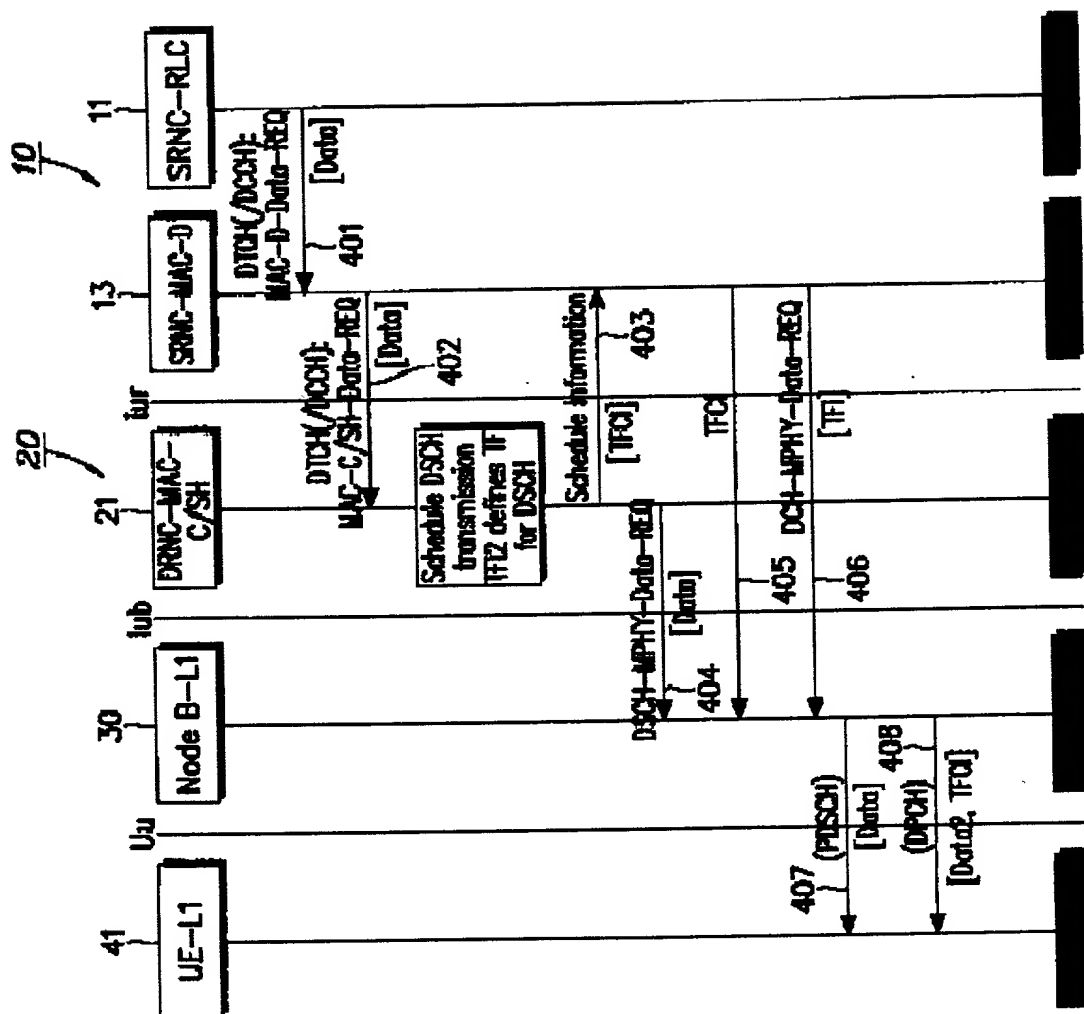 10
20
41
30
21
13
11
UE-L1
Node B-L1
DRNC-MAC-
C/SH
SRNC-MAC-D
SRNC-RLC
Uu
Iub
iur
DTCH(/DCCH):
MAC-D-Data-REQ
[Data]
401
DTCH(/DCCH):
MAC-C/SH-Data-REQ
[Data]
402
Schedule DSCH
transmission
TFI2 defines TF
for DSCH
Schedule Information
[TFCI]
403
DSCH-MPHY-Data-REQ
[Data]
404
TFCI
405
DCH-MPHY-Data-REQ
[TFI]
406
(PDSCH)
[Data]
407
408
(DPCH)
[Data2, TFCI]